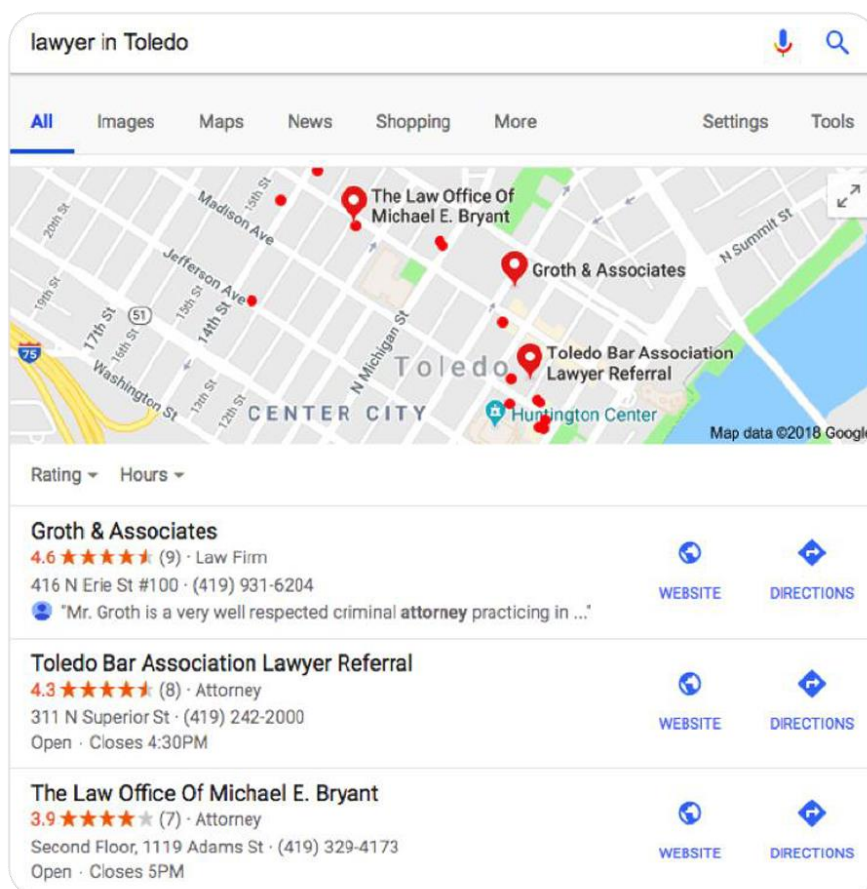 lawyer in Toledo
All Images Maps News Shopping More Settings Tools
20th St
19th St
17th St
16th St
15th St
15th St
14th St
13th St
12th St
Madison Ave
Jefferson Ave
Washington St
N Michigan St
N Summit St
51
75
The Law Office Of
Michael E. Bryant
Groth & Associates
Toledo Bar Association
Lawyer Referral
Toledo
CENTER CITY
Huntington Center
Map data ©2018 Google
Rating Hours
Groth & Associates
4.6 (9) · Law Firm
416 N Erie St #100 · (419) 931-6204
"Mr. Groth is a very well respected criminal attorney practicing in ..."
WEBSITE DIRECTIONS
Toledo Bar Association Lawyer Referral
4.3 (8) · Attorney
311 N Superior St · (419) 242-2000
Open · Closes 4:30PM
WEBSITE DIRECTIONS
The Law Office Of Michael E. Bryant
3.9 (7) · Attorney
Second Floor, 1119 Adams St · (419) 329-4173
Open · Closes 5PM
WEBSITE DIRECTIONS